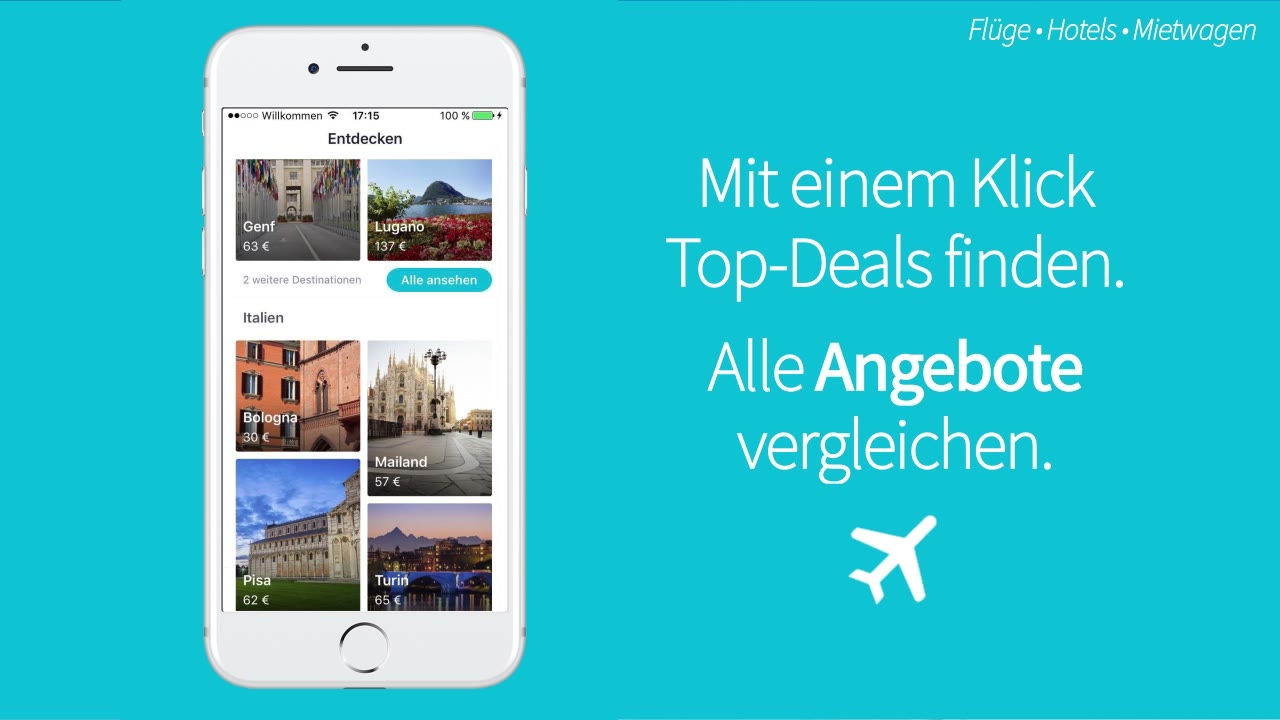 Flüge • Hotels • Mietwagen
Willkommen 17:15 100 %
Entdecken
Genf
63 €
Lugano
137 €
2 weitere Destinationen
Alle ansehen
Italien
Bologna
30 €
Mailand
57 €
Pisa
62 €
Turin
65 €
Mit einem Klick
Top-Deals finden.
Alle Angebote
vergleichen.